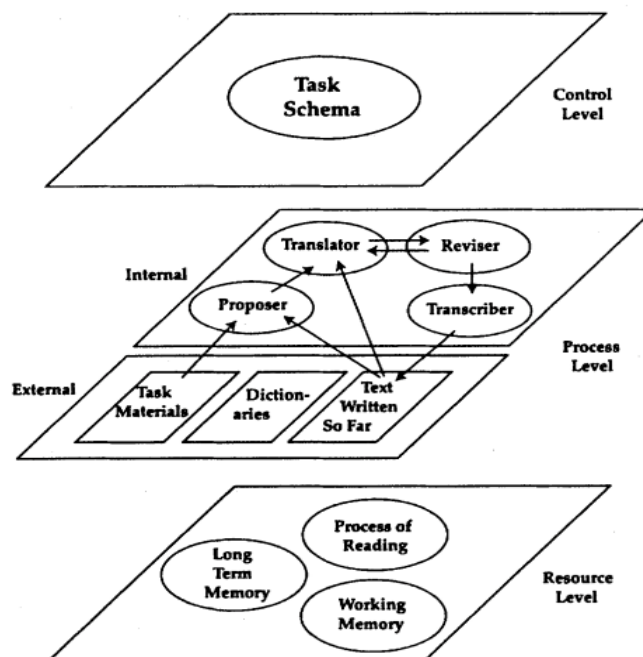 Task
Schema
Control
Level
Translator
Reviser
Internal
Proposer
Transcriber
Process
Level
External
Task
Materials
Diction-
aries
Text
Written
So Far
Process of
Reading
Long
Term
Memory
Working
Memory
Resource
Level